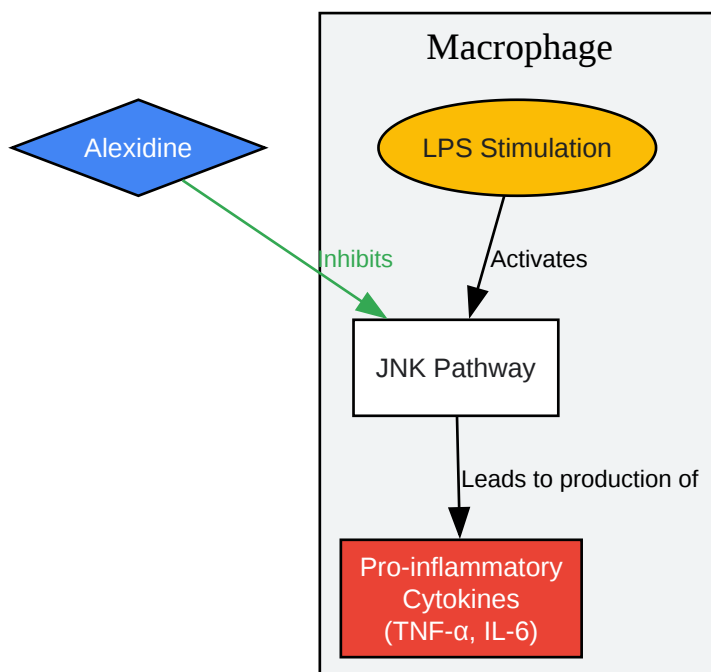 Macrophage
Alexidine
LPS Stimulation
Inhibits
Activates
JNK Pathway
Leads to production of
Pro-inflammatory
Cytokines
(TNF-α, IL-6)